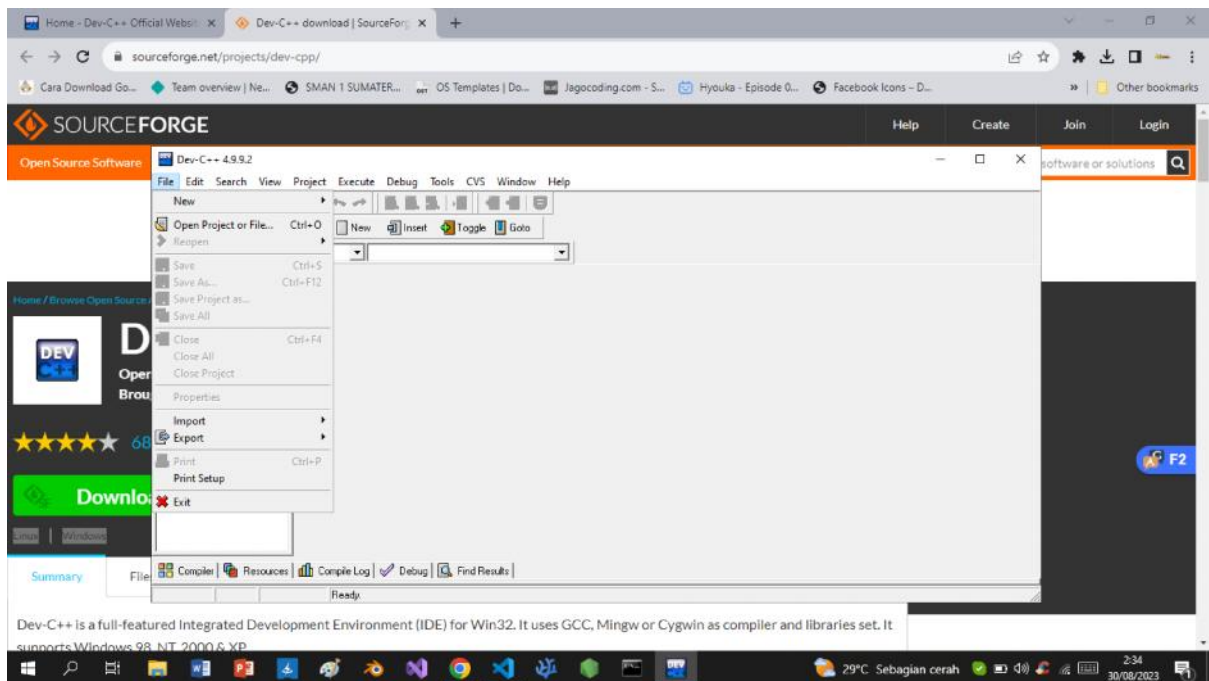 Home - Dev-C++ Official Websit
Dev-C++ download | SourceForg
sourceforge.net/projects/dev-cpp/
Cara Download Go...
Team overview | Ne...
SMAN 1 SUMATER...
OS Templates | Do...
Jagocoding.com - S...
Hyouka - Episode 0...
Facebook Icons – D...
»
Other bookmarks
SOURCEFORGE
Help
Create
Join
Login
Open Source Software
software or solutions
Dev-C++ 4.9.9.2
File Edit Search View Project Execute Debug Tools CVS Window Help
New
Open Project or File... Ctrl+O
Reopen
Save Ctrl+S
Save As... Ctrl+F12
Save Project as...
Save All
Close Ctrl+F4
Close All
Close Project
Properties
Import
Export
Print Ctrl+P
Print Setup
Exit
New Insert Toggle Goto
Home / Browse Open Source
DEV
C++
D
Oper
Brou
68
Downlo
Linux | Windows
F2
Compiler Resources Compile Log Debug Find Results
Ready.
Summary
File
Dev-C++ is a full-featured Integrated Development Environment (IDE) for Win32. It uses GCC, Mingw or Cygwin as compiler and libraries set. It
supports Windows 98, NT, 2000 & XP.
29°C Sebagian cerah
2:34
30/08/2023